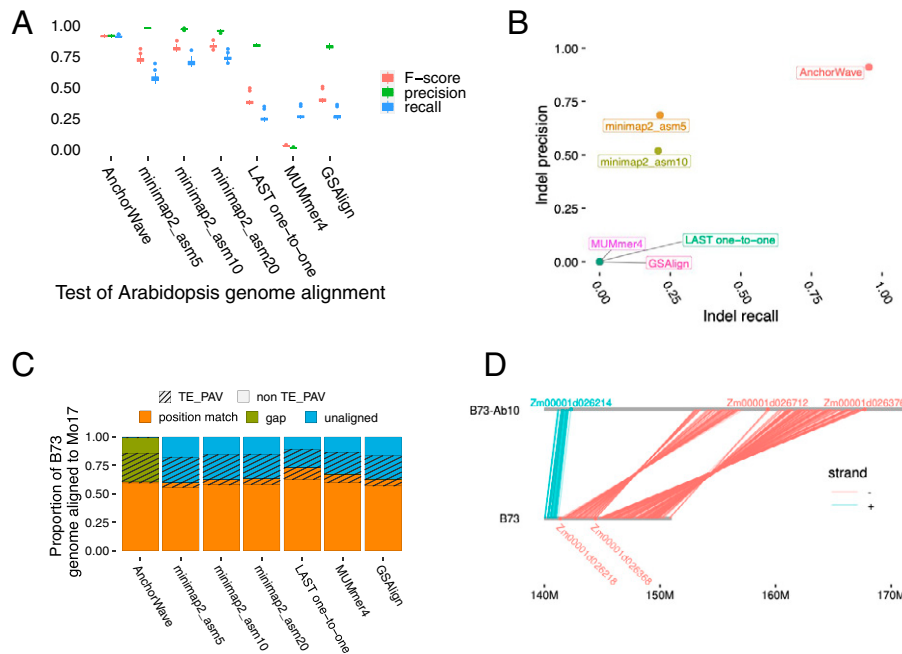 A
1.00
0.75
0.50
0.25
0.00
F-score
precision
recall
AnchorWave
minimap2_asm5
minimap2_asm10
minimap2_asm20
LAST one-to-one
MUMmer4
GSAlign
Test of Arabidopsis genome alignment
B
Indel precision
1.00
0.75
0.50
0.25
0.00
AnchorWave
minimap2_asm5
minimap2_asm10
MUMmer4
LAST one-to-one
GSAlign
0.00
0.25
0.50
0.75
1.00
Indel recall
C
TE_PAV
non TE_PAV
position match
gap
unaligned
Proportion of B73
genome aligned to Mo17
1.00
0.75
0.50
0.25
0.00
AnchorWave
minimap2_asm5
minimap2_asm10
minimap2_asm20
LAST one-to-one
MUMmer4
GSAlign
D
Zm00001d026214
Zm00001d026712
B73-Ab10
B73
Zm00001d026218
Zm00001d026368
strand
-
+
140M
150M
160M